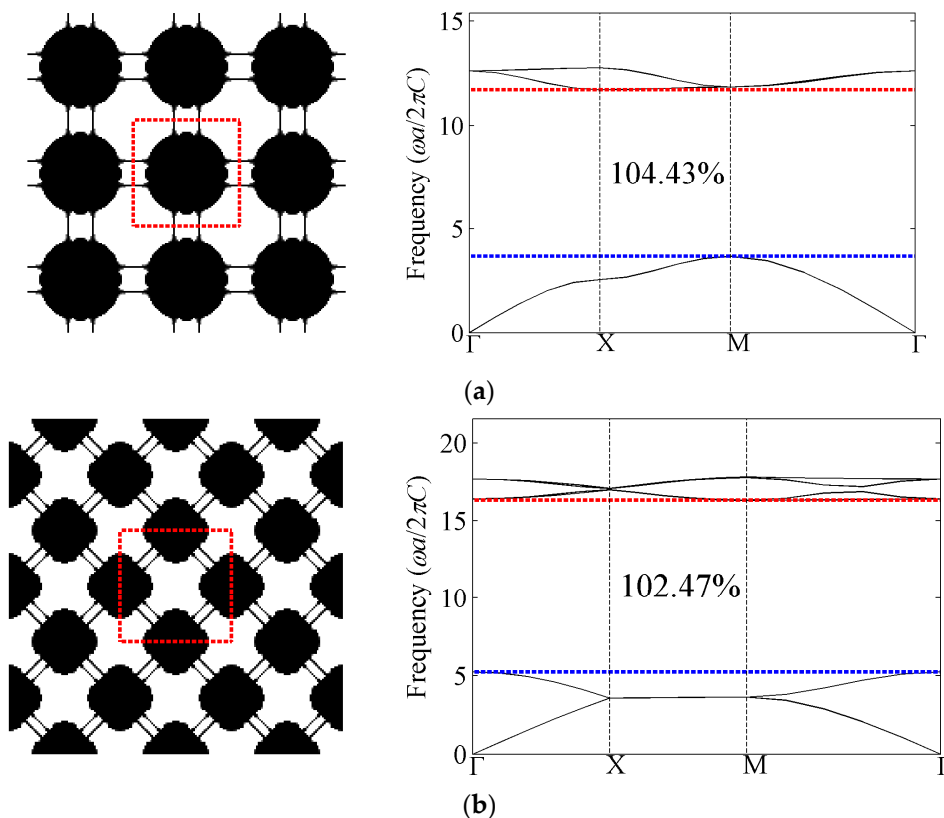 15
10
5
0
Frequency (ωa/2πC)
104.43%
Γ
X
M
Γ
(a)
20
15
10
5
0
Frequency (ωa/2πC)
102.47%
Γ
X
M
I
(b)